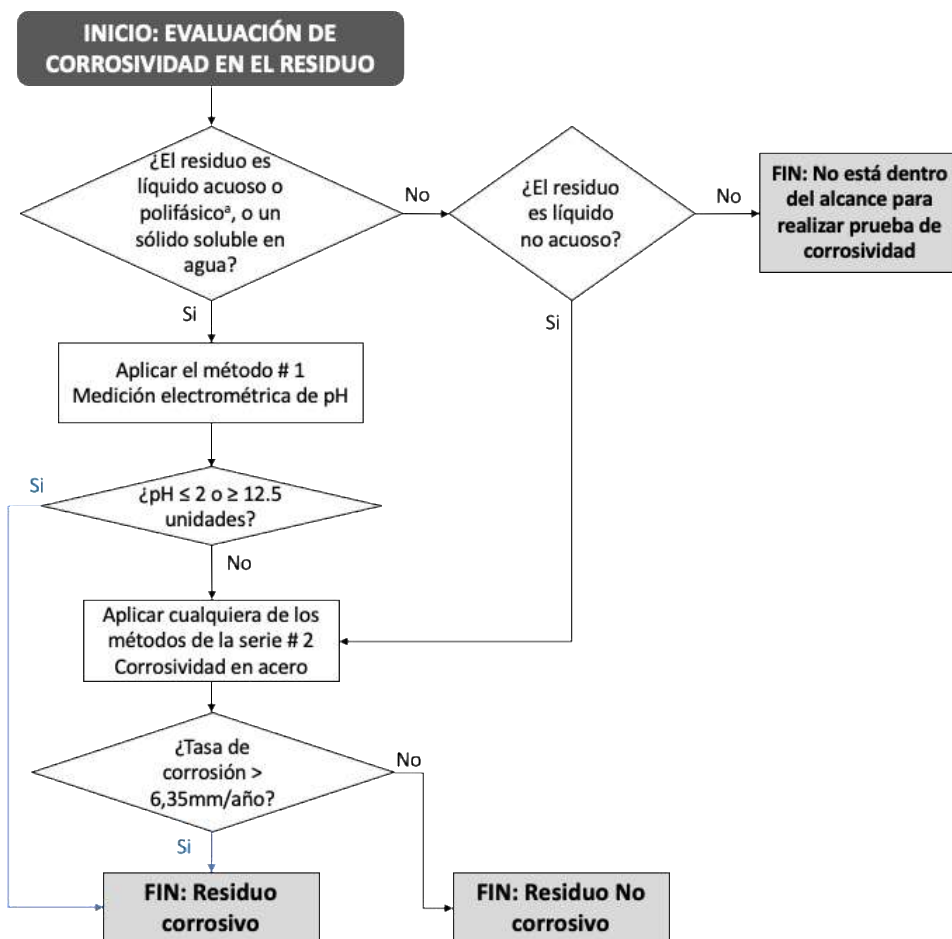 INICIO: EVALUACIÓN DE
CORROSIVIDAD EN EL RESIDUO
¿El residuo es
líquido acuoso o
polifásicoª, o un
sólido soluble en
agua?
No
¿El residuo
es líquido
no acuoso?
No
FIN: No está dentro
del alcance para
realizar prueba de
corrosividad
Si
Si
Aplicar el método # 1
Medición electrométrica de pH
Si
¿pH ≤ 2 o ≥ 12.5
unidades?
No
Aplicar cualquiera de los
métodos de la serie # 2
Corrosividad en acero
¿Tasa de
corrosión >
6,35mm/año?
No
Si
FIN: Residuo
corrosivo
FIN: Residuo No
corrosivo